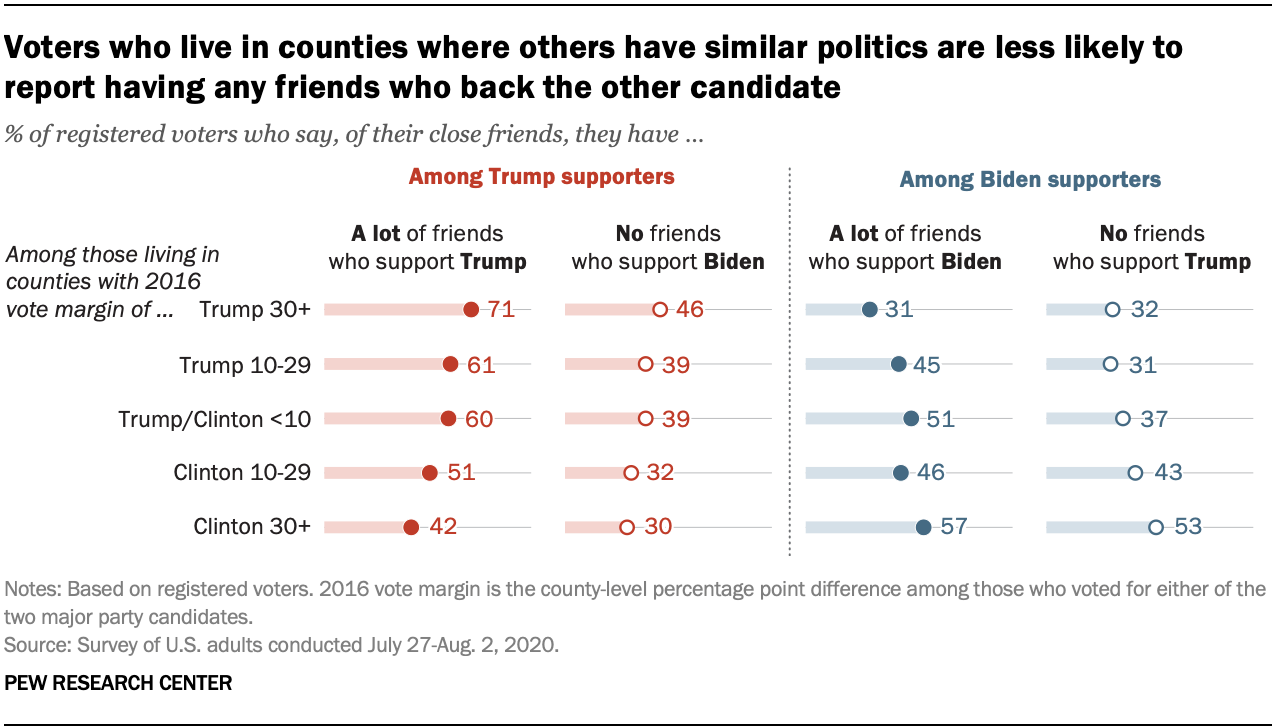 Voters who live in counties where others have similar politics are less likely to
report having any friends who back the other candidate
% of registered voters who say, of their close friends, they have ...
Among Trump supporters
Among Biden supporters
A lot of friends
who support Trump
No friends
who support Biden
A lot of friends
who support Biden
No friends
who support Trump
Among those living in
counties with 2016
vote margin of ...
Trump 30+ 71 46 31 32
Trump 10-29 61 39 45 31
Trump/Clinton <10 60 39 51 37
Clinton 10-29 51 32 46 43
Clinton 30+ 42 30 57 53
Notes: Based on registered voters. 2016 vote margin is the county-level percentage point difference among those who voted for either of the
two major party candidates.
Source: Survey of U.S. adults conducted July 27-Aug. 2, 2020.
PEW RESEARCH CENTER